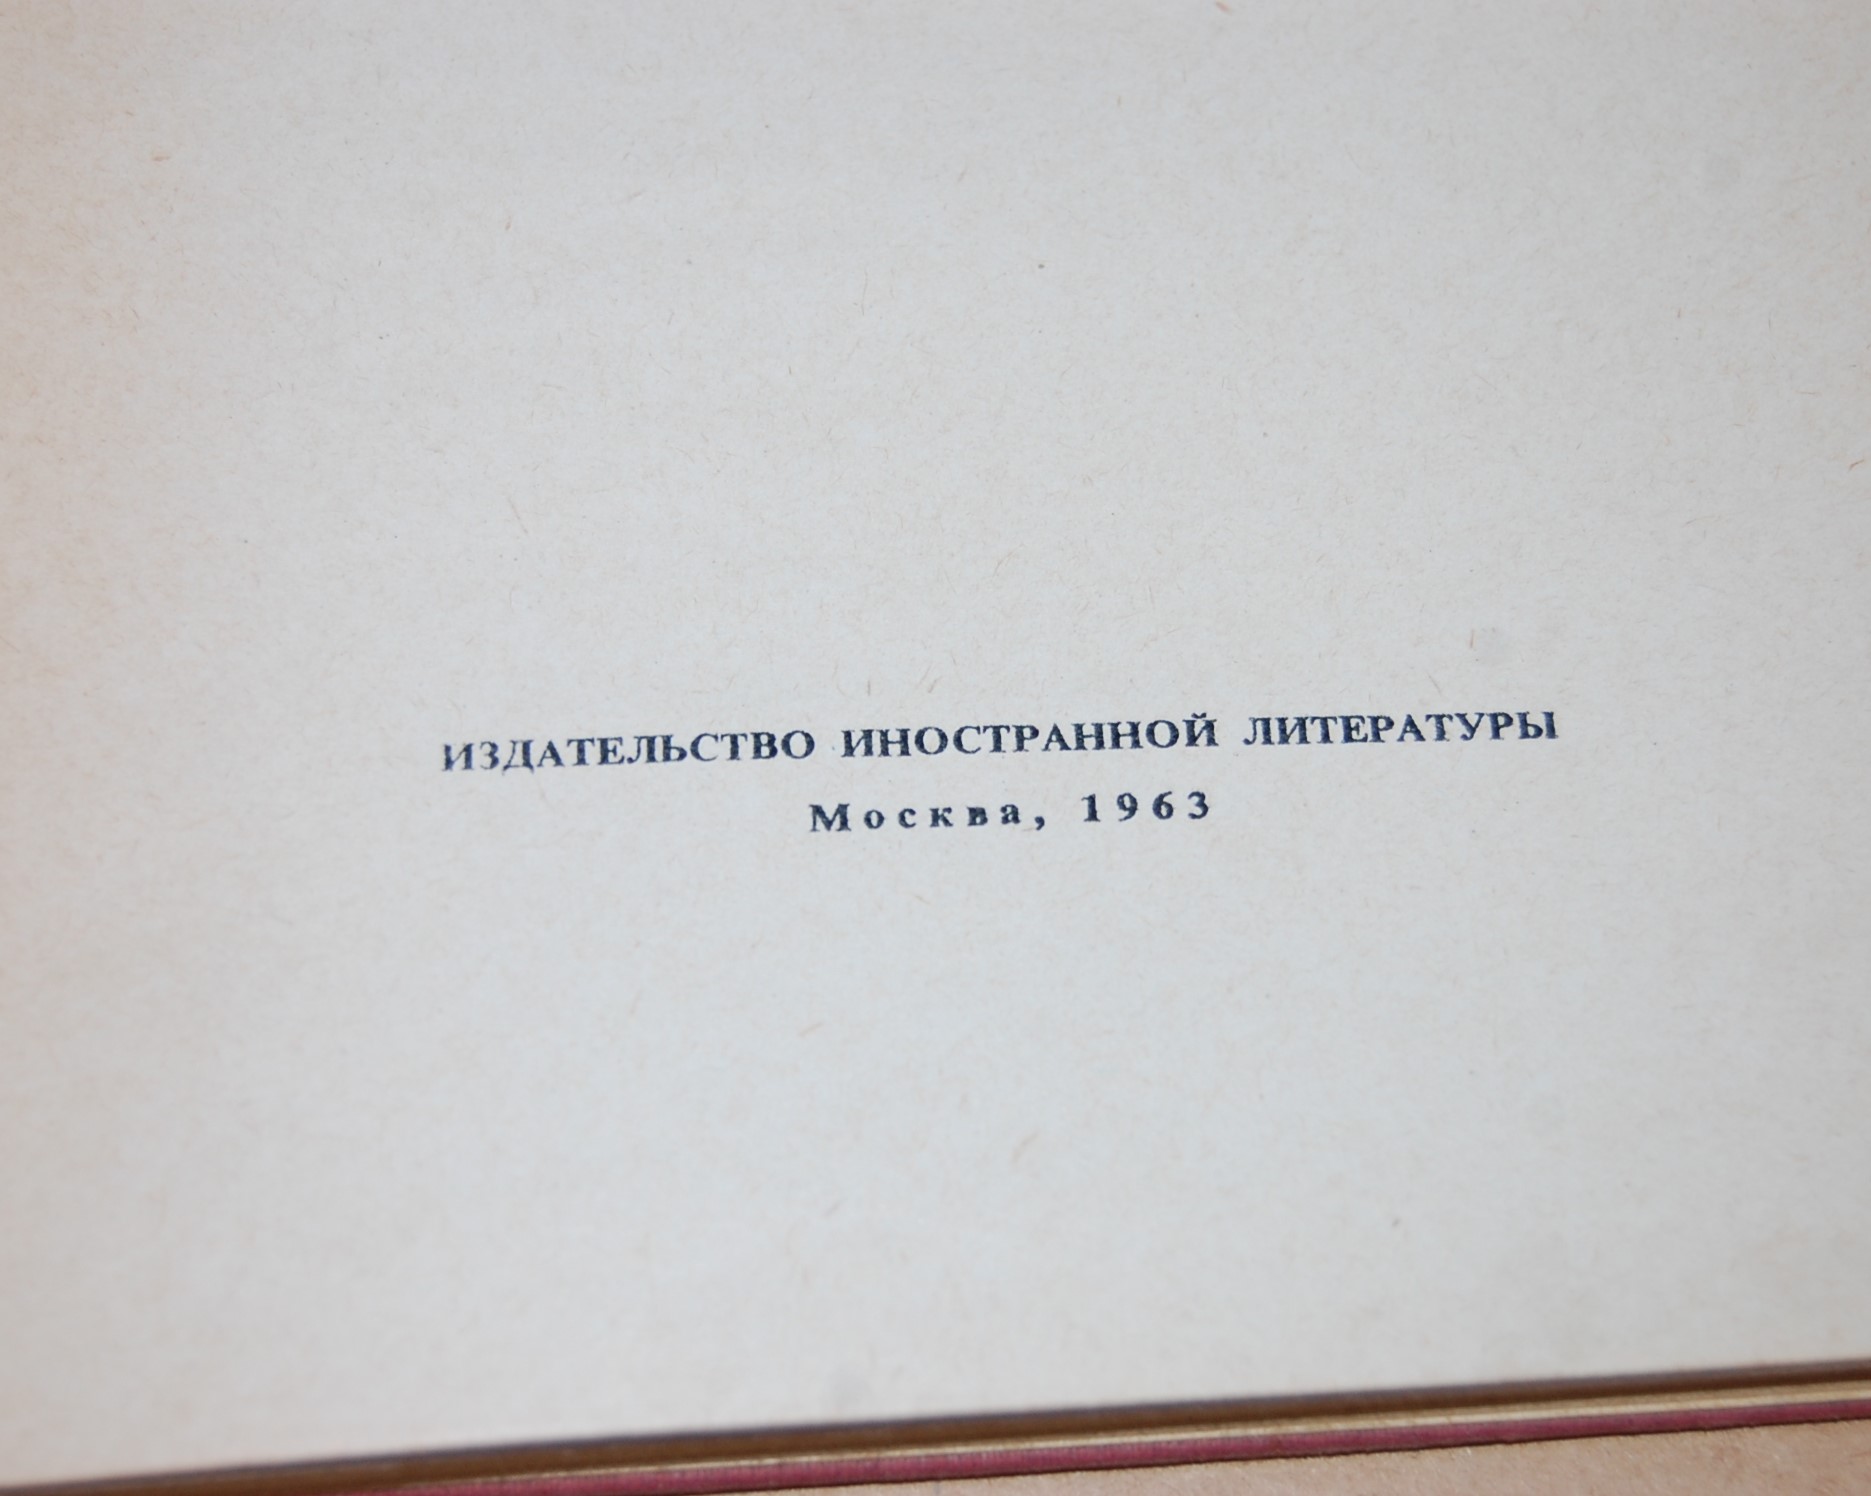 ИЗДАТЕЛЬСТВО ИНОСТРАННОЙ ЛИТЕРАТУРЫ
Москва, 1963